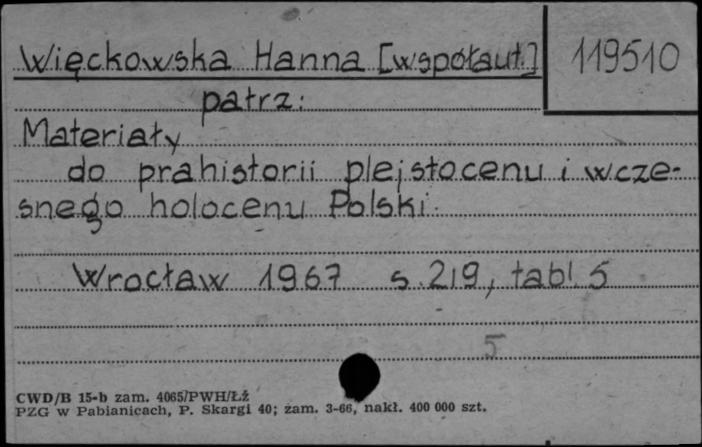 Więckowska Hanna [współaut.] 119510
patrz:
Materiały
do prahistorii plejstocenu i wcze-
snego holocenu Polski.
Wrocław 1967 s. 219, tabl. 5
5
CWD/B 15-b zam. 4065/PWH/ŁŻ
PZG w Pabianicach, P. Skargi 40; zam. 3-66, nakł. 400 000 szt.